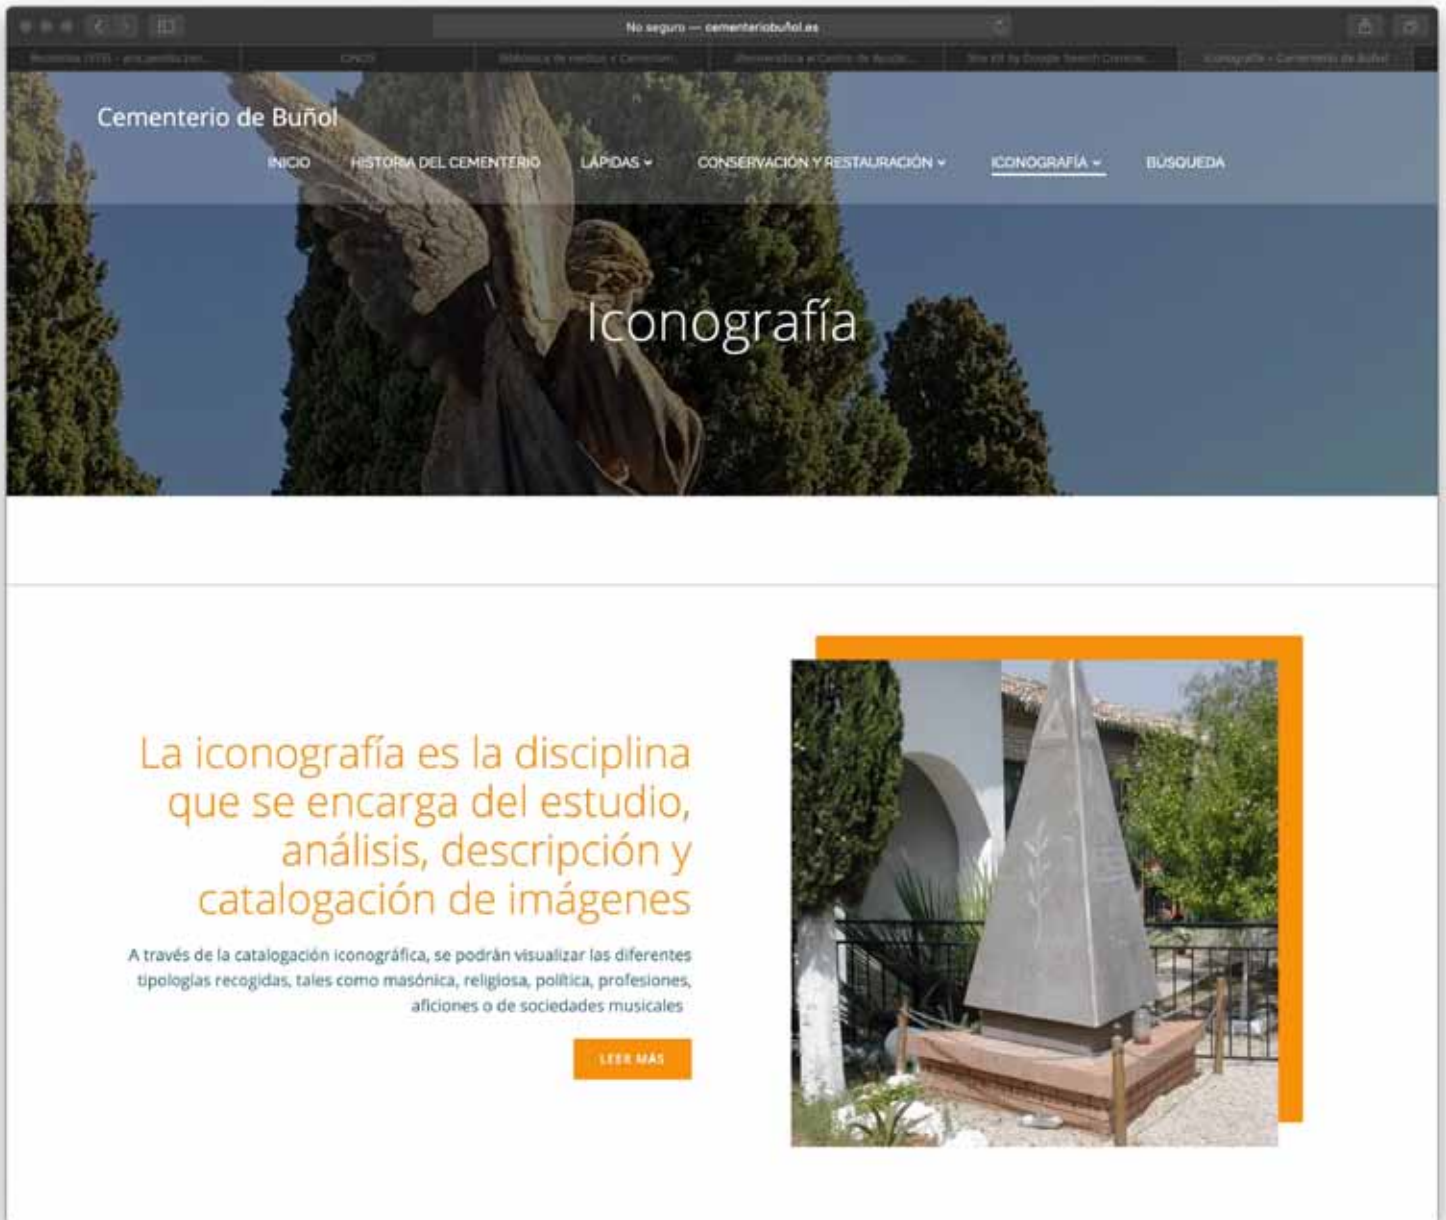 No seguro — cementeriobuñol.es
Cementerio de Buñol
INICIO HISTORIA DEL CEMENTERIO LÁPIDAS CONSERVACIÓN Y RESTAURACIÓN ICONOGRAFÍA BÚSQUEDA
Iconografía
La iconografía es la disciplina
que se encarga del estudio,
análisis, descripción y
catalogación de imágenes
A través de la catalogación iconográfica, se podrán visualizar las diferentes
tipologías recogidas, tales como masónica, religiosa, política, profesiones,
aficiones o de sociedades musicales
LEER MÁS